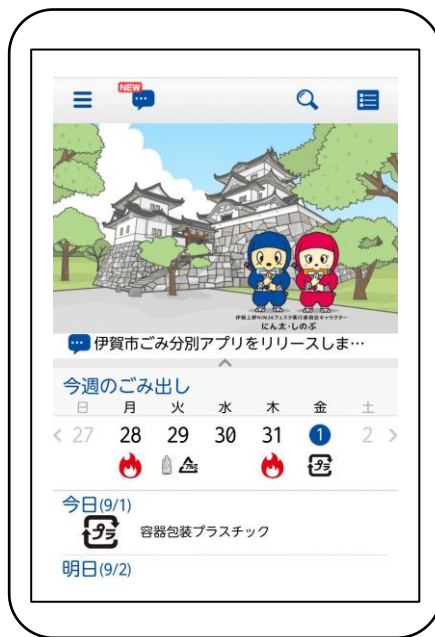 NEW
伊賀上野NINJAフェスタ実行委員会キャラクター
にん太・しのぶ
伊賀市ごみ分別アプリをリリースしま…
今週のごみ出し
日 月 火 水 木 金 土
< 27 28 29 30 31 1 2 >
プラ
今日(9/1)
プラ 容器包装プラスチック
明日(9/2)